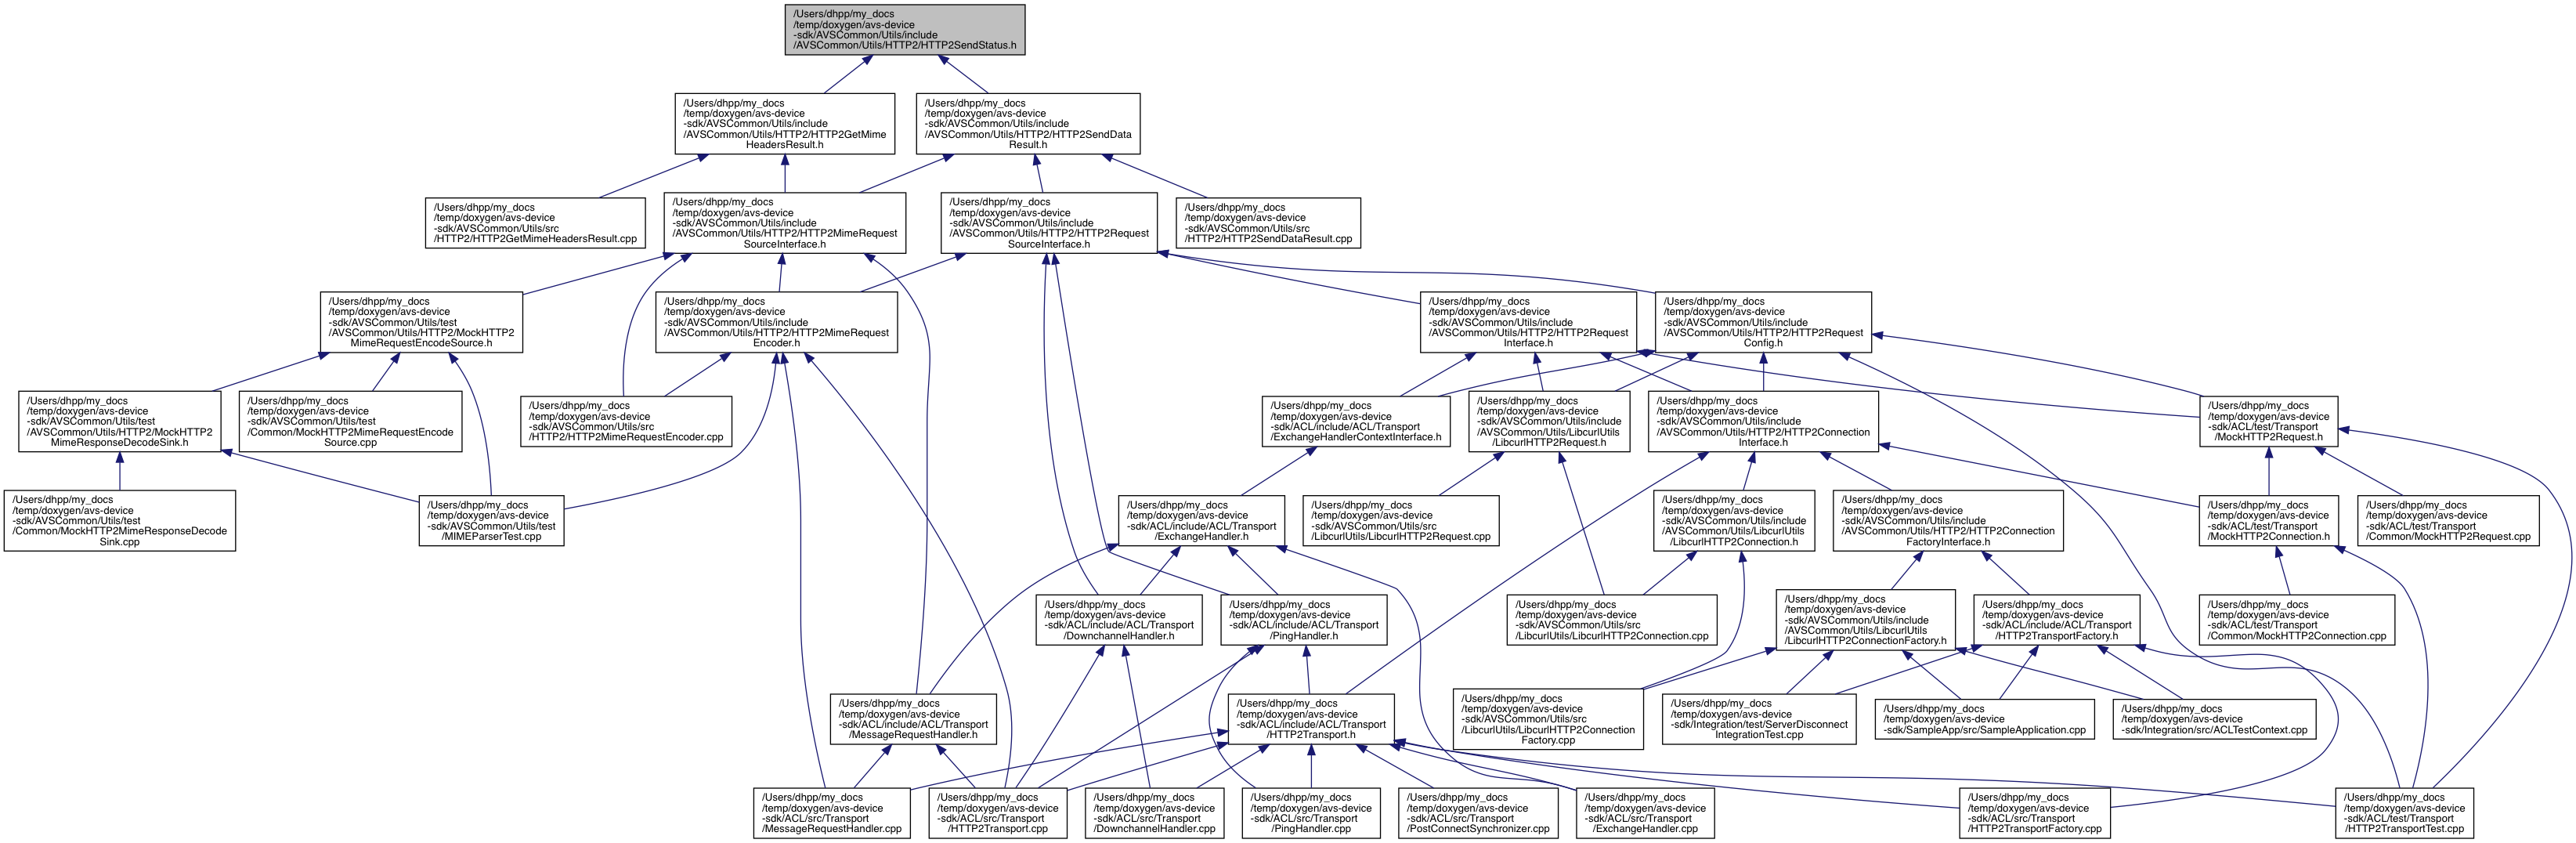 /Users/dhpp/my_docs
/temp/doxygen/avs-device
-sdk/AVSCommon/Utils/include
/AVSCommon/Utils/HTTP2/HTTP2SendStatus.h
/Users/dhpp/my_docs
/temp/doxygen/avs-device
-sdk/AVSCommon/Utils/include
/AVSCommon/Utils/HTTP2/HTTP2GetMime
HeadersResult.h
/Users/dhpp/my_docs
/temp/doxygen/avs-device
-sdk/AVSCommon/Utils/include
/AVSCommon/Utils/HTTP2/HTTP2SendData
Result.h
/Users/dhpp/my_docs
/temp/doxygen/avs-device
-sdk/AVSCommon/Utils/src
/HTTP2/HTTP2GetMimeHeadersResult.cpp
/Users/dhpp/my_docs
/temp/doxygen/avs-device
-sdk/AVSCommon/Utils/include
/AVSCommon/Utils/HTTP2/HTTP2MimeRequest
SourceInterface.h
/Users/dhpp/my_docs
/temp/doxygen/avs-device
-sdk/AVSCommon/Utils/include
/AVSCommon/Utils/HTTP2/HTTP2Request
SourceInterface.h
/Users/dhpp/my_docs
/temp/doxygen/avs-device
-sdk/AVSCommon/Utils/src
/HTTP2/HTTP2SendDataResult.cpp
/Users/dhpp/my_docs
/temp/doxygen/avs-device
-sdk/AVSCommon/Utils/test
/AVSCommon/Utils/HTTP2/MockHTTP2
MimeRequestEncodeSource.h
/Users/dhpp/my_docs
/temp/doxygen/avs-device
-sdk/AVSCommon/Utils/include
/AVSCommon/Utils/HTTP2/HTTP2MimeRequest
Encoder.h
/Users/dhpp/my_docs
/temp/doxygen/avs-device
-sdk/AVSCommon/Utils/include
/AVSCommon/Utils/HTTP2/HTTP2Request
Interface.h
/Users/dhpp/my_docs
/temp/doxygen/avs-device
-sdk/AVSCommon/Utils/include
/AVSCommon/Utils/HTTP2/HTTP2Request
Config.h
/Users/dhpp/my_docs
/temp/doxygen/avs-device
-sdk/AVSCommon/Utils/test
/AVSCommon/Utils/HTTP2/MockHTTP2
MimeResponseDecodeSink.h
/Users/dhpp/my_docs
/temp/doxygen/avs-device
-sdk/AVSCommon/Utils/test
/Common/MockHTTP2MimeRequestEncode
Source.cpp
/Users/dhpp/my_docs
/temp/doxygen/avs-device
-sdk/AVSCommon/Utils/src
/HTTP2/HTTP2MimeRequestEncoder.cpp
/Users/dhpp/my_docs
/temp/doxygen/avs-device
-sdk/ACL/include/ACL/Transport
/ExchangeHandlerContextInterface.h
/Users/dhpp/my_docs
/temp/doxygen/avs-device
-sdk/AVSCommon/Utils/include
/AVSCommon/Utils/LibcurlUtils
/LibcurlHTTP2Request.h
/Users/dhpp/my_docs
/temp/doxygen/avs-device
-sdk/AVSCommon/Utils/include
/AVSCommon/Utils/HTTP2/HTTP2Connection
Interface.h
/Users/dhpp/my_docs
/temp/doxygen/avs-device
-sdk/ACL/test/Transport
/MockHTTP2Request.h
/Users/dhpp/my_docs
/temp/doxygen/avs-device
-sdk/AVSCommon/Utils/test
/Common/MockHTTP2MimeResponseDecode
Sink.cpp
/Users/dhpp/my_docs
/temp/doxygen/avs-device
-sdk/AVSCommon/Utils/test
/MIMEParserTest.cpp
/Users/dhpp/my_docs
/temp/doxygen/avs-device
-sdk/ACL/include/ACL/Transport
/ExchangeHandler.h
/Users/dhpp/my_docs
/temp/doxygen/avs-device
-sdk/AVSCommon/Utils/src
/LibcurlUtils/LibcurlHTTP2Request.cpp
/Users/dhpp/my_docs
/temp/doxygen/avs-device
-sdk/AVSCommon/Utils/include
/AVSCommon/Utils/LibcurlUtils
/LibcurlHTTP2Connection.h
/Users/dhpp/my_docs
/temp/doxygen/avs-device
-sdk/AVSCommon/Utils/include
/AVSCommon/Utils/HTTP2/HTTP2Connection
FactoryInterface.h
/Users/dhpp/my_docs
/temp/doxygen/avs-device
-sdk/ACL/test/Transport
/MockHTTP2Connection.h
/Users/dhpp/my_docs
/temp/doxygen/avs-device
-sdk/ACL/test/Transport
/Common/MockHTTP2Request.cpp
/Users/dhpp/my_docs
/temp/doxygen/avs-device
-sdk/ACL/include/ACL/Transport
/DownchannelHandler.h
/Users/dhpp/my_docs
/temp/doxygen/avs-device
-sdk/ACL/include/ACL/Transport
/PingHandler.h
/Users/dhpp/my_docs
/temp/doxygen/avs-device
-sdk/AVSCommon/Utils/src
/LibcurlUtils/LibcurlHTTP2Connection.cpp
/Users/dhpp/my_docs
/temp/doxygen/avs-device
-sdk/AVSCommon/Utils/include
/AVSCommon/Utils/LibcurlUtils
/LibcurlHTTP2ConnectionFactory.h
/Users/dhpp/my_docs
/temp/doxygen/avs-device
-sdk/ACL/include/ACL/Transport
/HTTP2TransportFactory.h
/Users/dhpp/my_docs
/temp/doxygen/avs-device
-sdk/ACL/test/Transport
/Common/MockHTTP2Connection.cpp
/Users/dhpp/my_docs
/temp/doxygen/avs-device
-sdk/ACL/include/ACL/Transport
/MessageRequestHandler.h
/Users/dhpp/my_docs
/temp/doxygen/avs-device
-sdk/ACL/include/ACL/Transport
/HTTP2Transport.h
/Users/dhpp/my_docs
/temp/doxygen/avs-device
-sdk/AVSCommon/Utils/src
/LibcurlUtils/LibcurlHTTP2Connection
Factory.cpp
/Users/dhpp/my_docs
/temp/doxygen/avs-device
-sdk/Integration/test/ServerDisconnect
IntegrationTest.cpp
/Users/dhpp/my_docs
/temp/doxygen/avs-device
-sdk/SampleApp/src/SampleApplication.cpp
/Users/dhpp/my_docs
/temp/doxygen/avs-device
-sdk/Integration/src/ACLTestContext.cpp
/Users/dhpp/my_docs
/temp/doxygen/avs-device
-sdk/ACL/src/Transport
/MessageRequestHandler.cpp
/Users/dhpp/my_docs
/temp/doxygen/avs-device
-sdk/ACL/src/Transport
/HTTP2Transport.cpp
/Users/dhpp/my_docs
/temp/doxygen/avs-device
-sdk/ACL/src/Transport
/DownchannelHandler.cpp
/Users/dhpp/my_docs
/temp/doxygen/avs-device
-sdk/ACL/src/Transport
/PingHandler.cpp
/Users/dhpp/my_docs
/temp/doxygen/avs-device
-sdk/ACL/src/Transport
/PostConnectSynchronizer.cpp
/Users/dhpp/my_docs
/temp/doxygen/avs-device
-sdk/ACL/src/Transport
/ExchangeHandler.cpp
/Users/dhpp/my_docs
/temp/doxygen/avs-device
-sdk/ACL/src/Transport
/HTTP2TransportFactory.cpp
/Users/dhpp/my_docs
/temp/doxygen/avs-device
-sdk/ACL/test/Transport
/HTTP2TransportTest.cpp